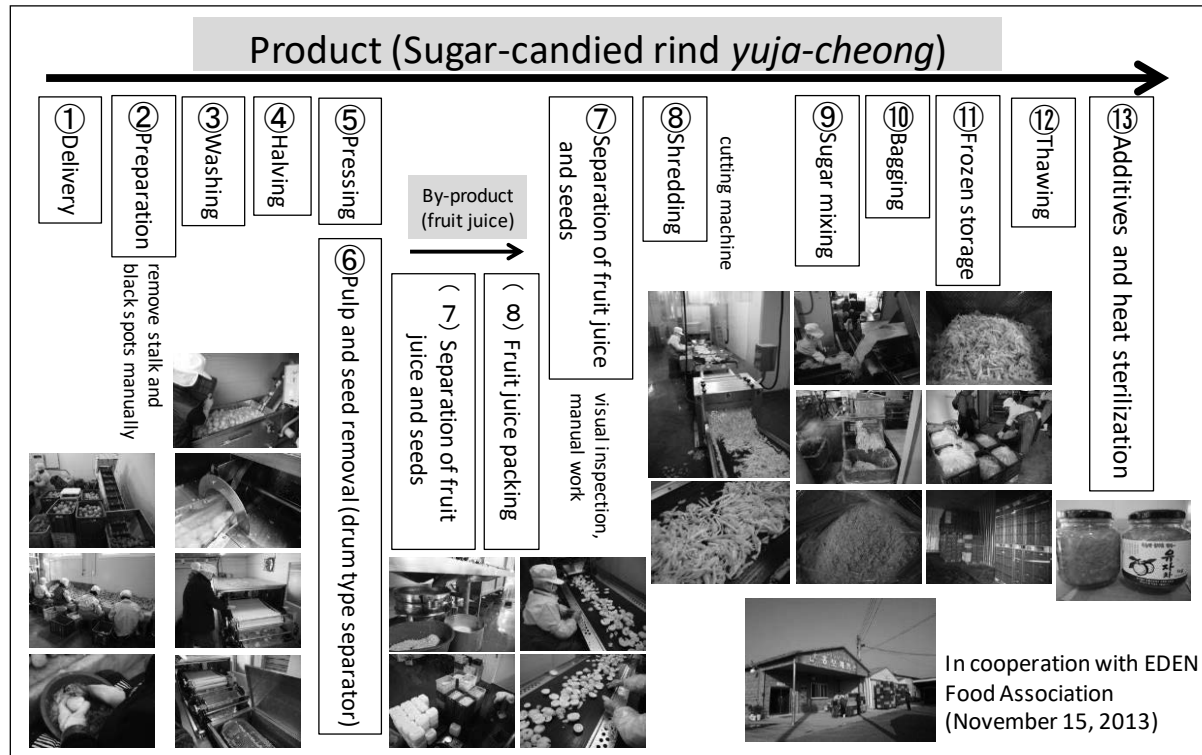 Product (Sugar-candied rind yuja-cheong)
①Delivery
②Preparation
remove stalk and
black spots manually
③Washing
④Halving
⑤Pressing
⑥Pulp and seed removal (drum type separator)
By-product
(fruit juice)
(７) Separation of fruit
juice and seeds
(８) Fruit juice packing
⑦Separation of fruit juice
and seeds
visual inspection,
manual work
⑧Shredding
cutting machine
⑨Sugar mixing
⑩Bagging
⑪Frozen storage
⑫Thawing
⑬Additives and heat sterilization
유자차
In cooperation with EDEN
Food Association
(November 15, 2013)